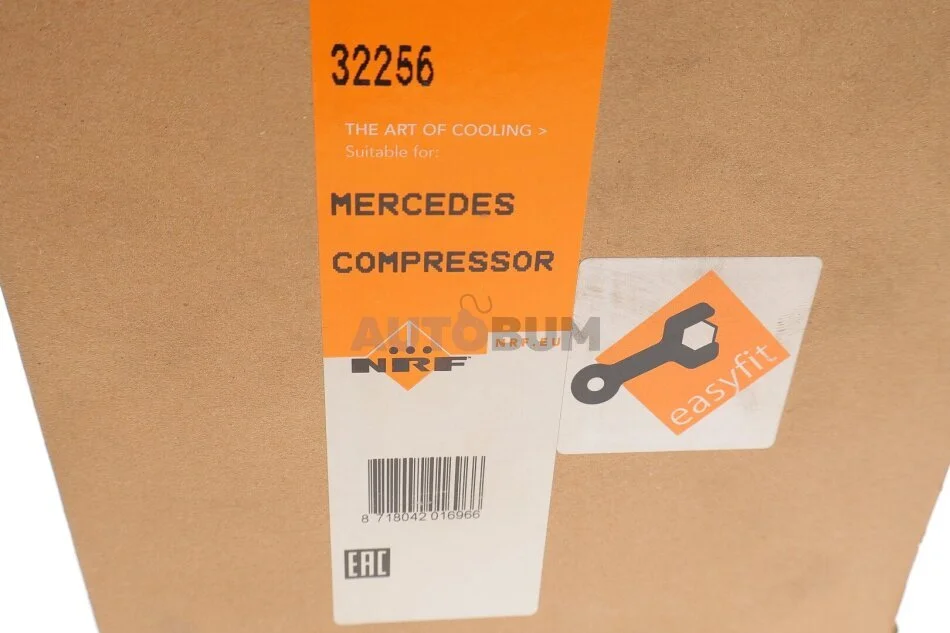 32256
THE ART OF COOLING >
Suitable for:
MERCEDES
COMPRESSOR
AUTOBUM
NRF.EU
NRF
easyfit
8 718042 016966
EAC